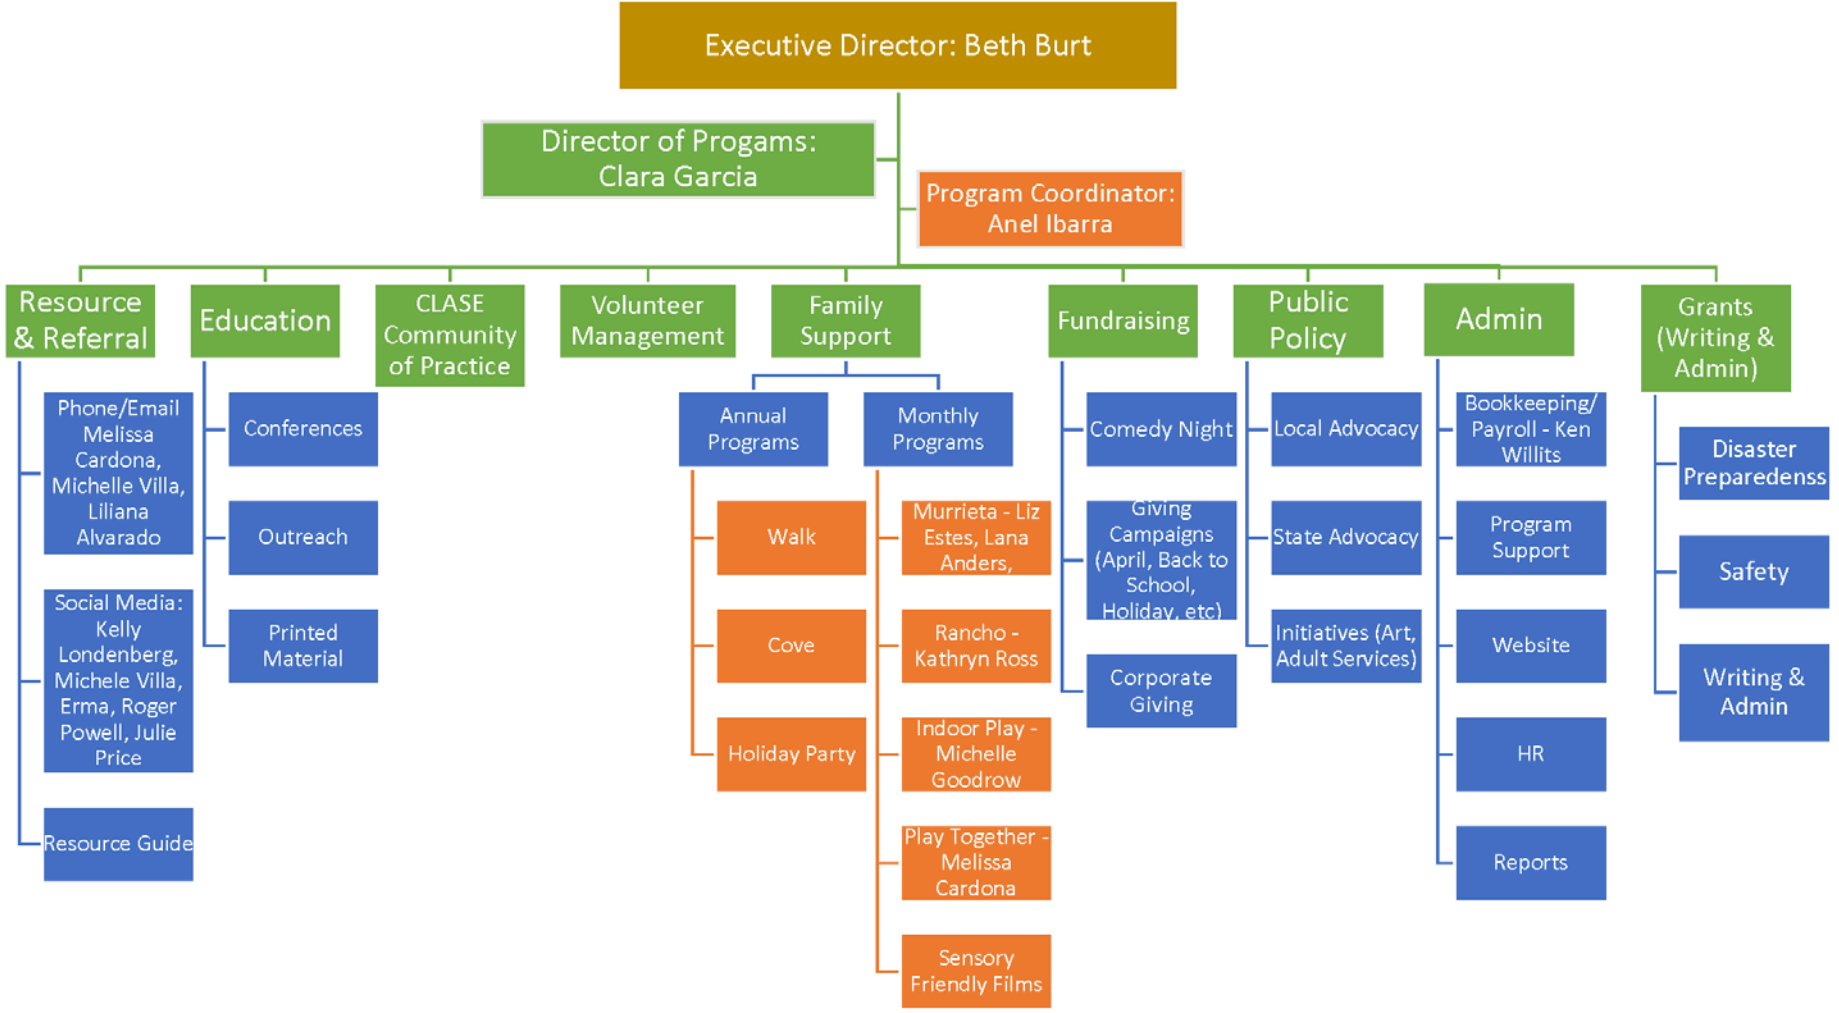 Executive Director: Beth Burt
Director of Progams:
Clara Garcia
Program Coordinator:
Anel Ibarra
Resource
& Referral
Phone/Email
Melissa
Cardona,
Michelle Villa,
Liliana
Alvarado
Social Media:
Kelly
Londenberg,
Michele Villa,
Erma, Roger
Powell, Julie
Price
Resource Guide
Education
Conferences
Outreach
Printed
Material
CLASE
Community
of Practice
Volunteer
Management
Family
Support
Annual
Programs
Walk
Cove
Holiday Party
Monthly
Programs
Murrieta - Liz
Estes, Lana
Anders,
Rancho -
Kathryn Ross
Indoor Play -
Michelle
Goodrow
Play Together -
Melissa
Cardona
Sensory
Friendly Films
Fundraising
Comedy Night
Giving
Campaigns
(April, Back to
School,
Holiday, etc)
Corporate
Giving
Public
Policy
Local Advocacy
State Advocacy
Initiatives (Art,
Adult Services)
Admin
Bookkeeping/
Payroll - Ken
Willits
Program
Support
Website
HR
Reports
Grants
(Writing &
Admin)
Disaster
Preparedenss
Safety
Writing &
Admin